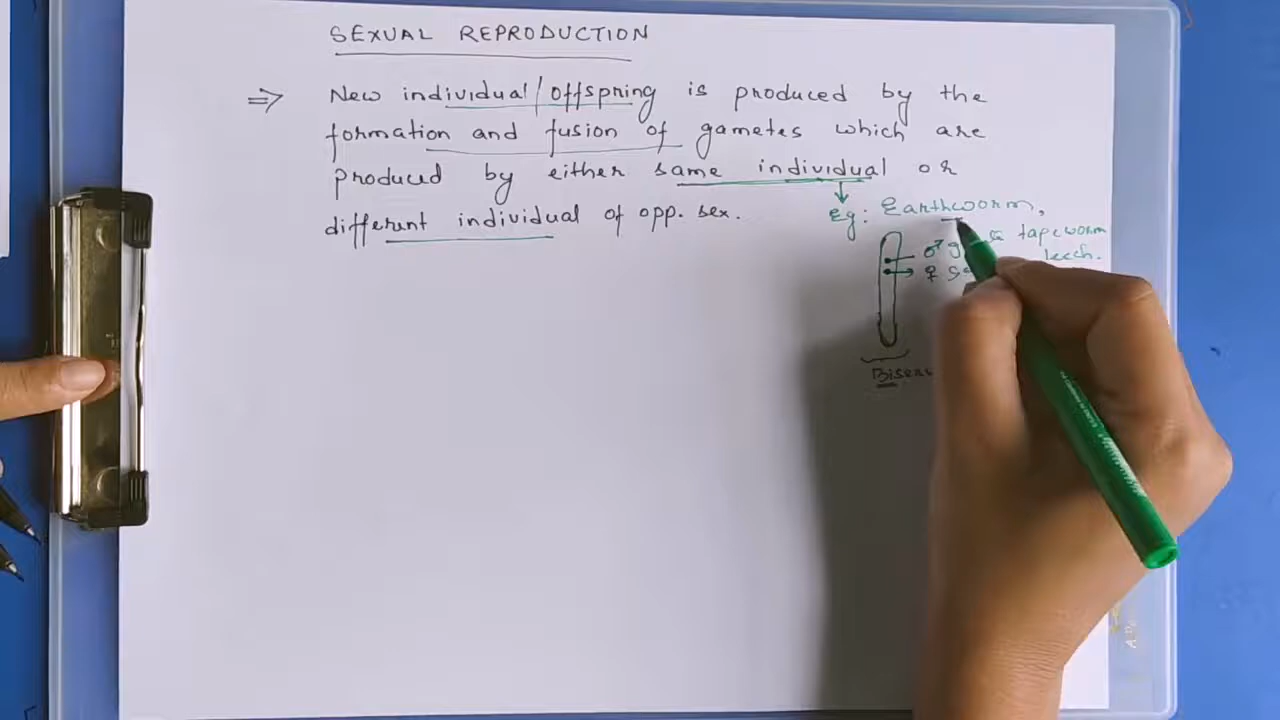 SEXUAL REPRODUCTION
⇒ New individual/offspring is produced by the
formation and fusion of gametes which are
produced by either same individual or
different individual of opp. sex.
Eg: Earthworm,
tapeworm
leech.
♂
♀